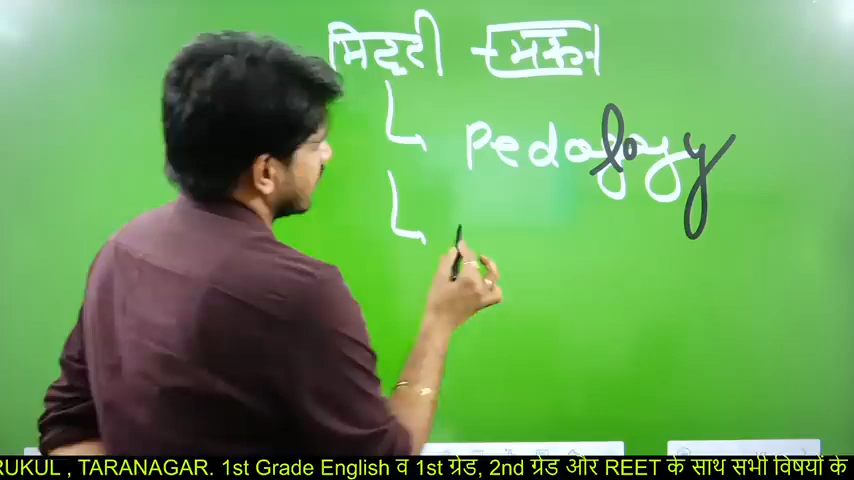 मिट्टी -
Pedology
RUKUL , TARANAGAR. 1st Grade English व 1st ग्रेड, 2nd ग्रेड और REET के साथ सभी विषयों के